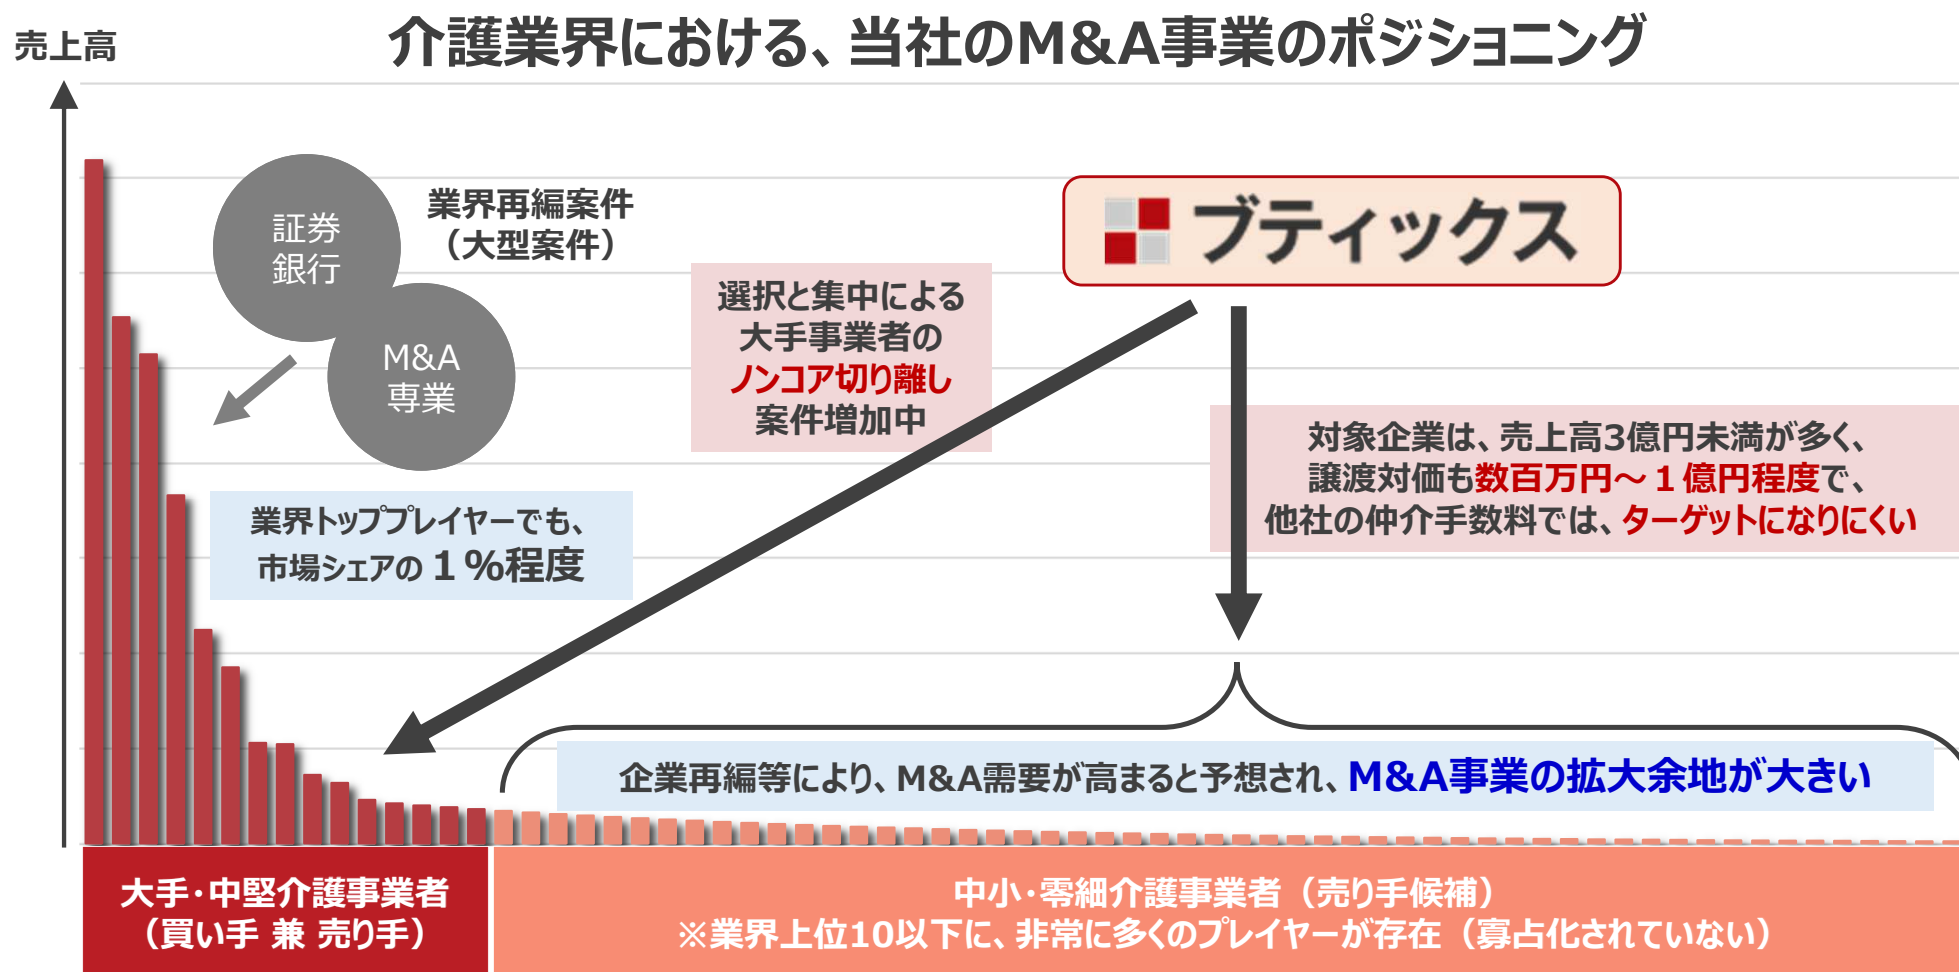 介護業界における、当社のM&A事業のポジショニング
売上高
証券
銀行
業界再編案件
（大型案件）
M&A
専業
ブティックス
選択と集中による
大手事業者の
ノンコア切り離し
案件増加中
対象企業は、売上高3億円未満が多く、
譲渡対価も数百万円～１億円程度で、
他社の仲介手数料では、ターゲットになりにくい
業界トッププレイヤーでも、
市場シェアの１％程度
企業再編等により、M&A需要が高まると予想され、M&A事業の拡大余地が大きい
大手・中堅介護事業者
（買い手 兼 売り手）
中小・零細介護事業者（売り手候補）
※業界上位10以下に、非常に多くのプレイヤーが存在（寡占化されていない）